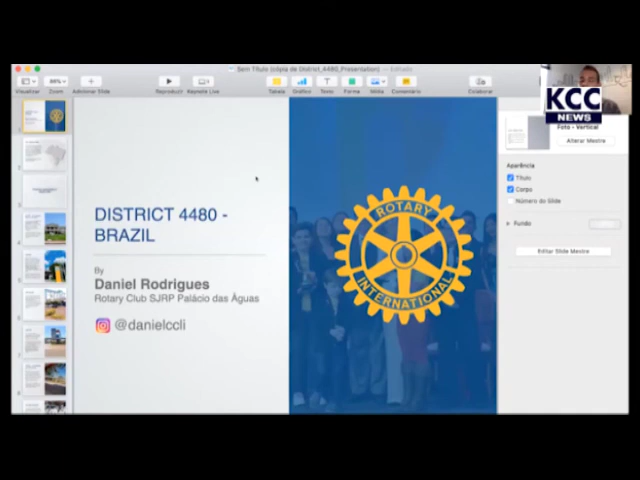 Sem Título (cópia de District_4480_Presentation) — Editado
Visualizar Zoom Adicionar Slide Reproduzir Keynote Live Tabela Gráfico Texto Forma Mídia Comentário Colaborar
KCC
NEWS
Foto - Vertical
Alterar Mestre
Aparência
Título
Corpo
Número do Slide
Fundo
Editar Slide Mestre
DISTRICT 4480 -
BRAZIL
By
Daniel Rodrigues
Rotary Club SJRP Palácio das Águas
@danielccli
ROTARY
INTERNATIONAL